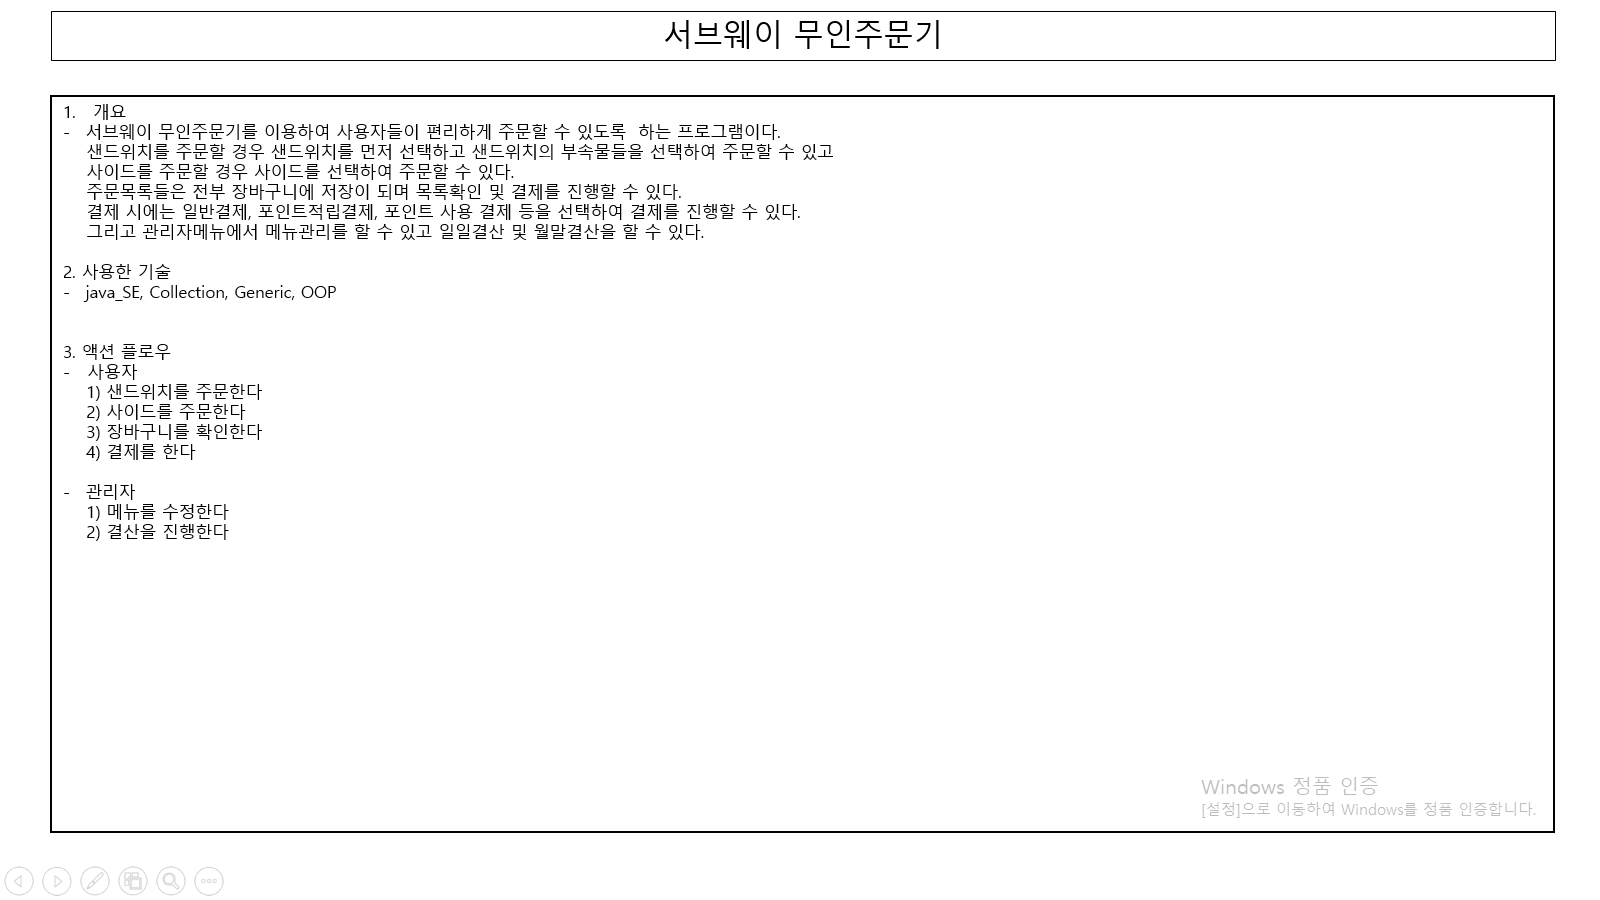 서브웨이 무인주문기
1. 개요
- 서브웨이 무인주문기를 이용하여 사용자들이 편리하게 주문할 수 있도록 하는 프로그램이다.
샌드위치를 주문할 경우 샌드위치를 먼저 선택하고 샌드위치의 부속물들을 선택하여 주문할 수 있고
사이드를 주문할 경우 사이드를 선택하여 주문할 수 있다.
주문목록들은 전부 장바구니에 저장이 되며 목록확인 및 결제를 진행할 수 있다.
결제 시에는 일반결제, 포인트적립결제, 포인트 사용 결제 등을 선택하여 결제를 진행할 수 있다.
그리고 관리자메뉴에서 메뉴관리를 할 수 있고 일일결산 및 월말결산을 할 수 있다.
2. 사용한 기술
- java_SE, Collection, Generic, OOP
3. 액션 플로우
- 사용자
1) 샌드위치를 주문한다
2) 사이드를 주문한다
3) 장바구니를 확인한다
4) 결제를 한다
- 관리자
1) 메뉴를 수정한다
2) 결산을 진행한다
Windows 정품 인증
[설정]으로 이동하여 Windows를 정품 인증합니다.